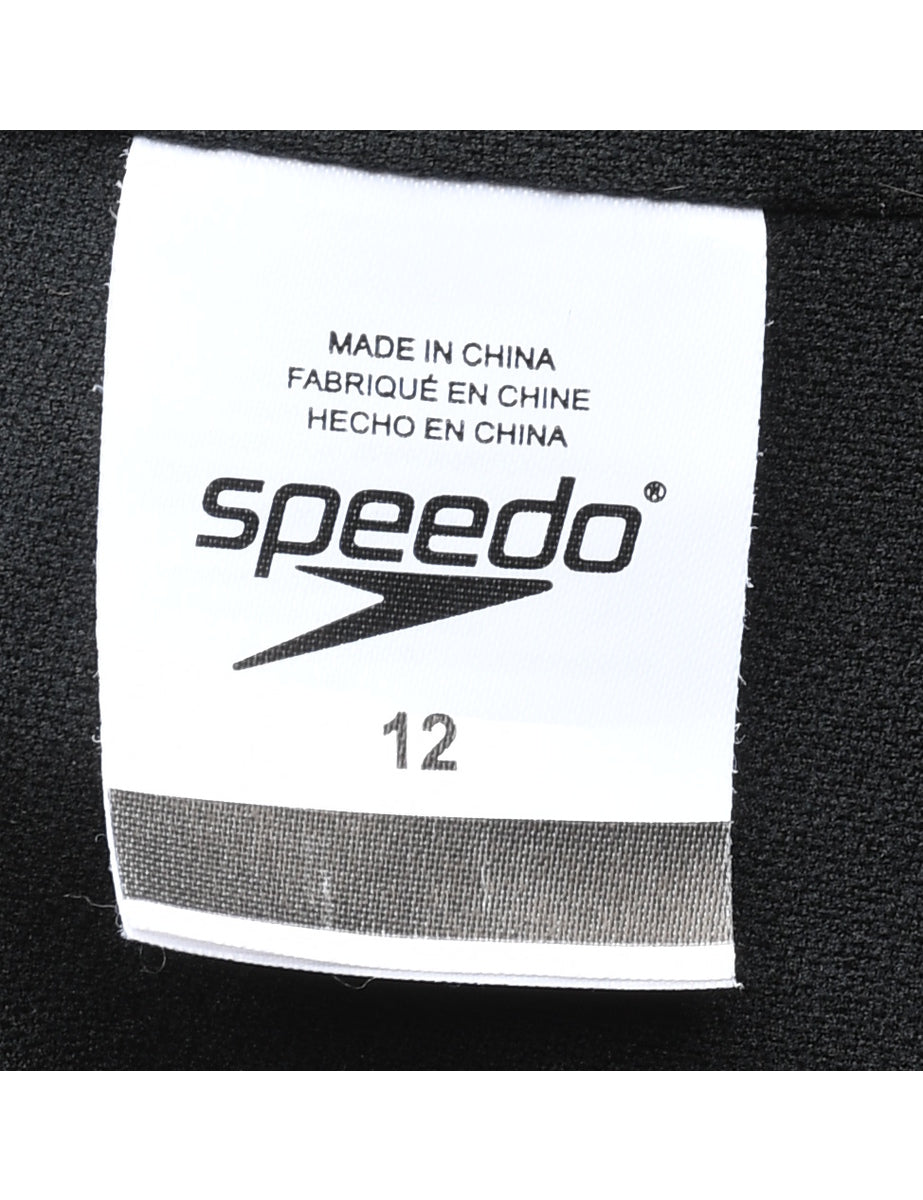 MADE IN CHINA
FABRIQUÉ EN CHINE
HECHO EN CHINA
speedo®
12